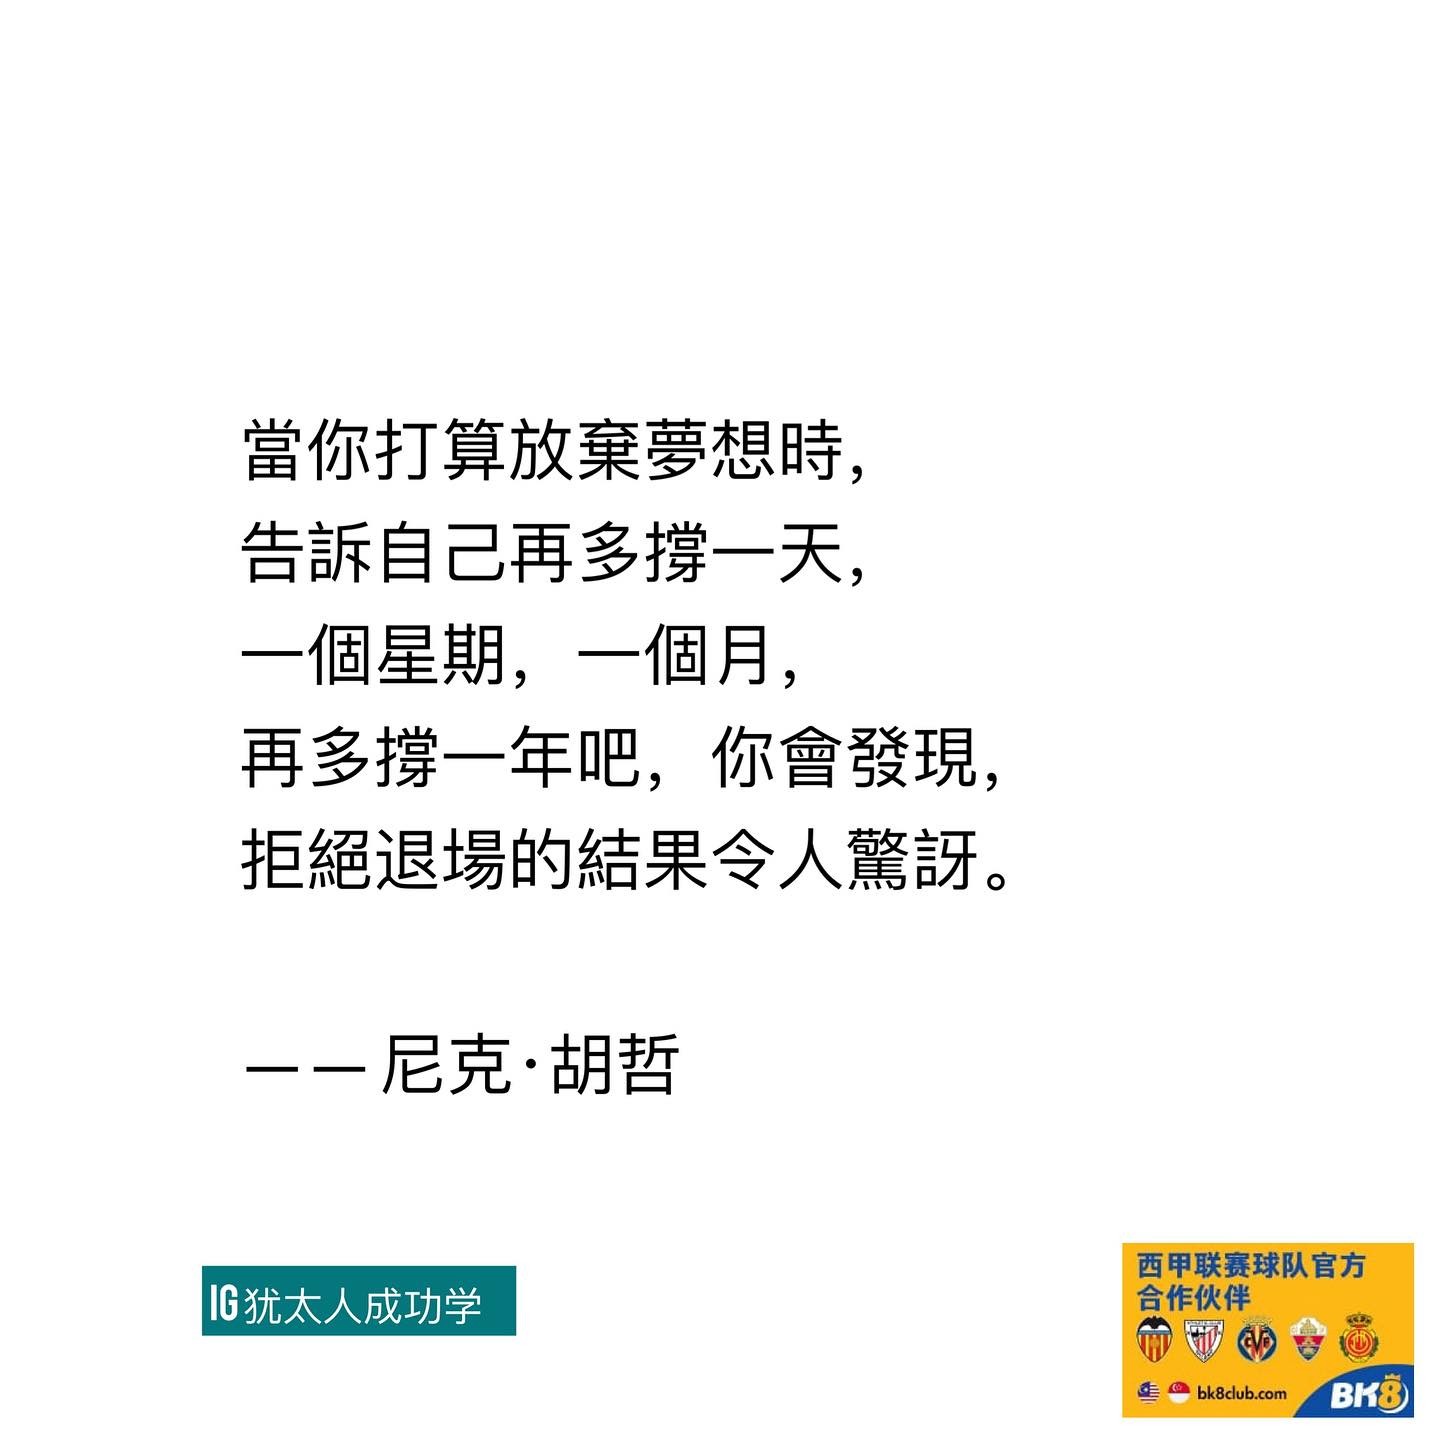 當你打算放棄夢想時，
告訴自己再多撐一天，
一個星期，一個月，
再多撐一年吧，你會發現，
拒絕退場的結果令人驚訝。
—— 尼克·胡哲
IG犹太人成功学
西甲联赛球队官方
合作伙伴
bk8club.com
BK8